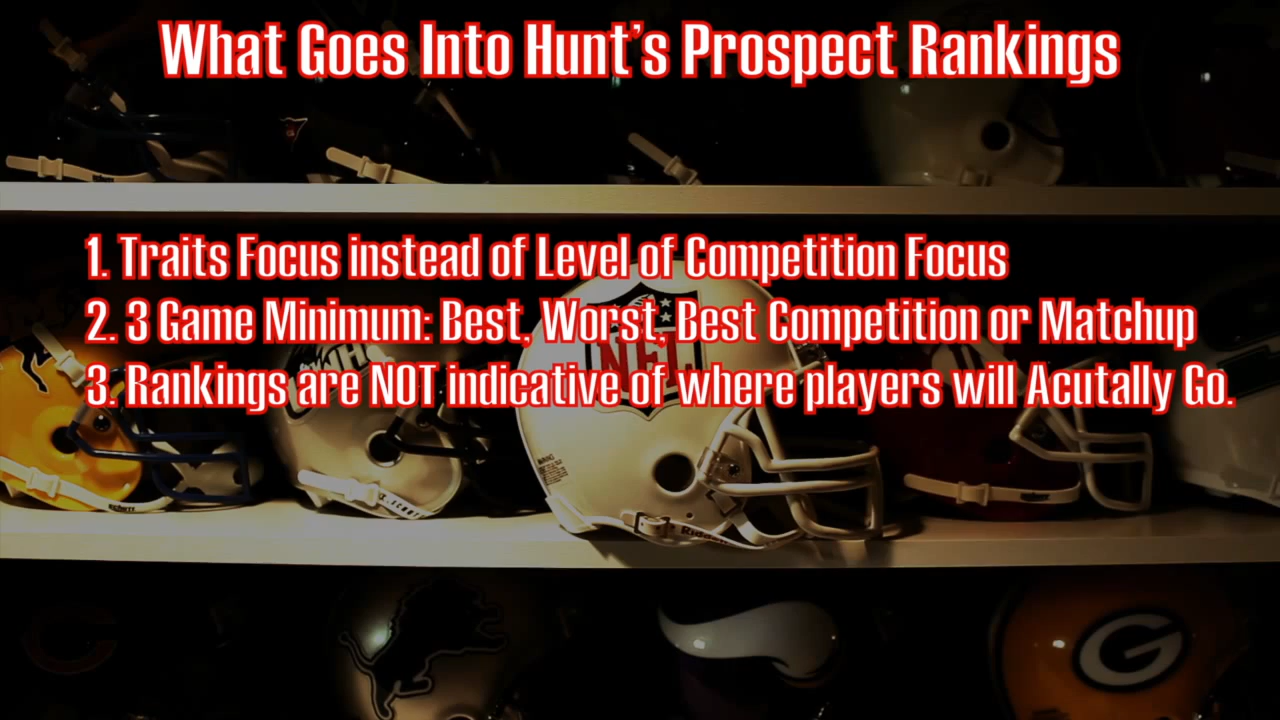 What Goes Into Hunt's Prospect Rankings
1. Traits Focus instead of Level of Competition Focus
2. 3 Game Minimum: Best, Worst, Best Competition or Matchup
3. Rankings are NOT indicative of where players will Acutally Go.
NFL
G